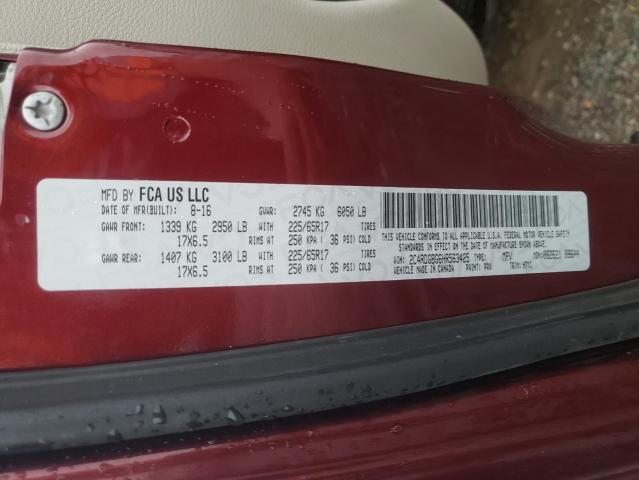 MFD BY FCA US LLC
DATE OF MFR(BUILT): 8-16 GVWR: 2745 KG 6050 LB
GAWR FRONT: 1339 KG 2950 LB WITH 225/65R17 TIRES
17X6.5 RIMS AT 250 KPA ( 36 PSI) COLD
GAWR REAR: 1407 KG 3100 LB WITH 225/65R17 TIRES
17X6.5 RIMS AT 250 KPA ( 36 PSI) COLD
THIS VEHICLE CONFORMS TO ALL APPLICABLE U.S.A. FEDERAL MOTOR VEHICLE SAFETY
STANDARDS IN EFFECT ON THE DATE OF MANUFACTURE SHOWN ABOVE.
VIN: 2C4RDGBG6HR563405 TYPE: MPV MDH:
VEHICLE MADE IN CANADA PAINT: PRV TRIM: